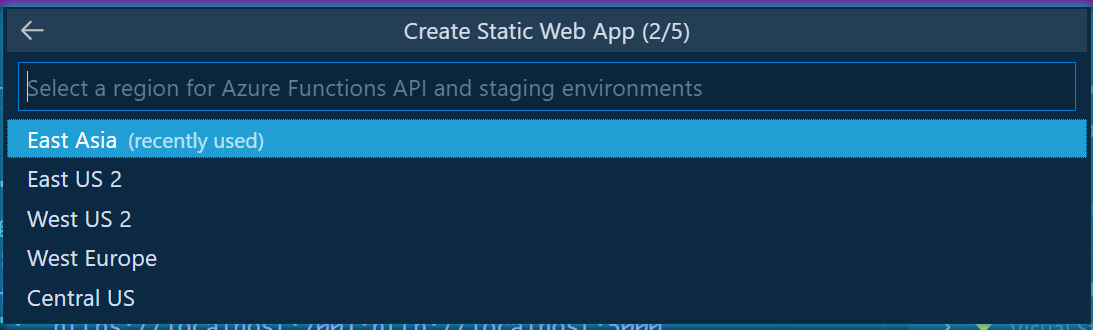 Create Static Web App (2/5)
Select a region for Azure Functions API and staging environments
East Asia (recently used)
East US 2
West US 2
West Europe
Central US